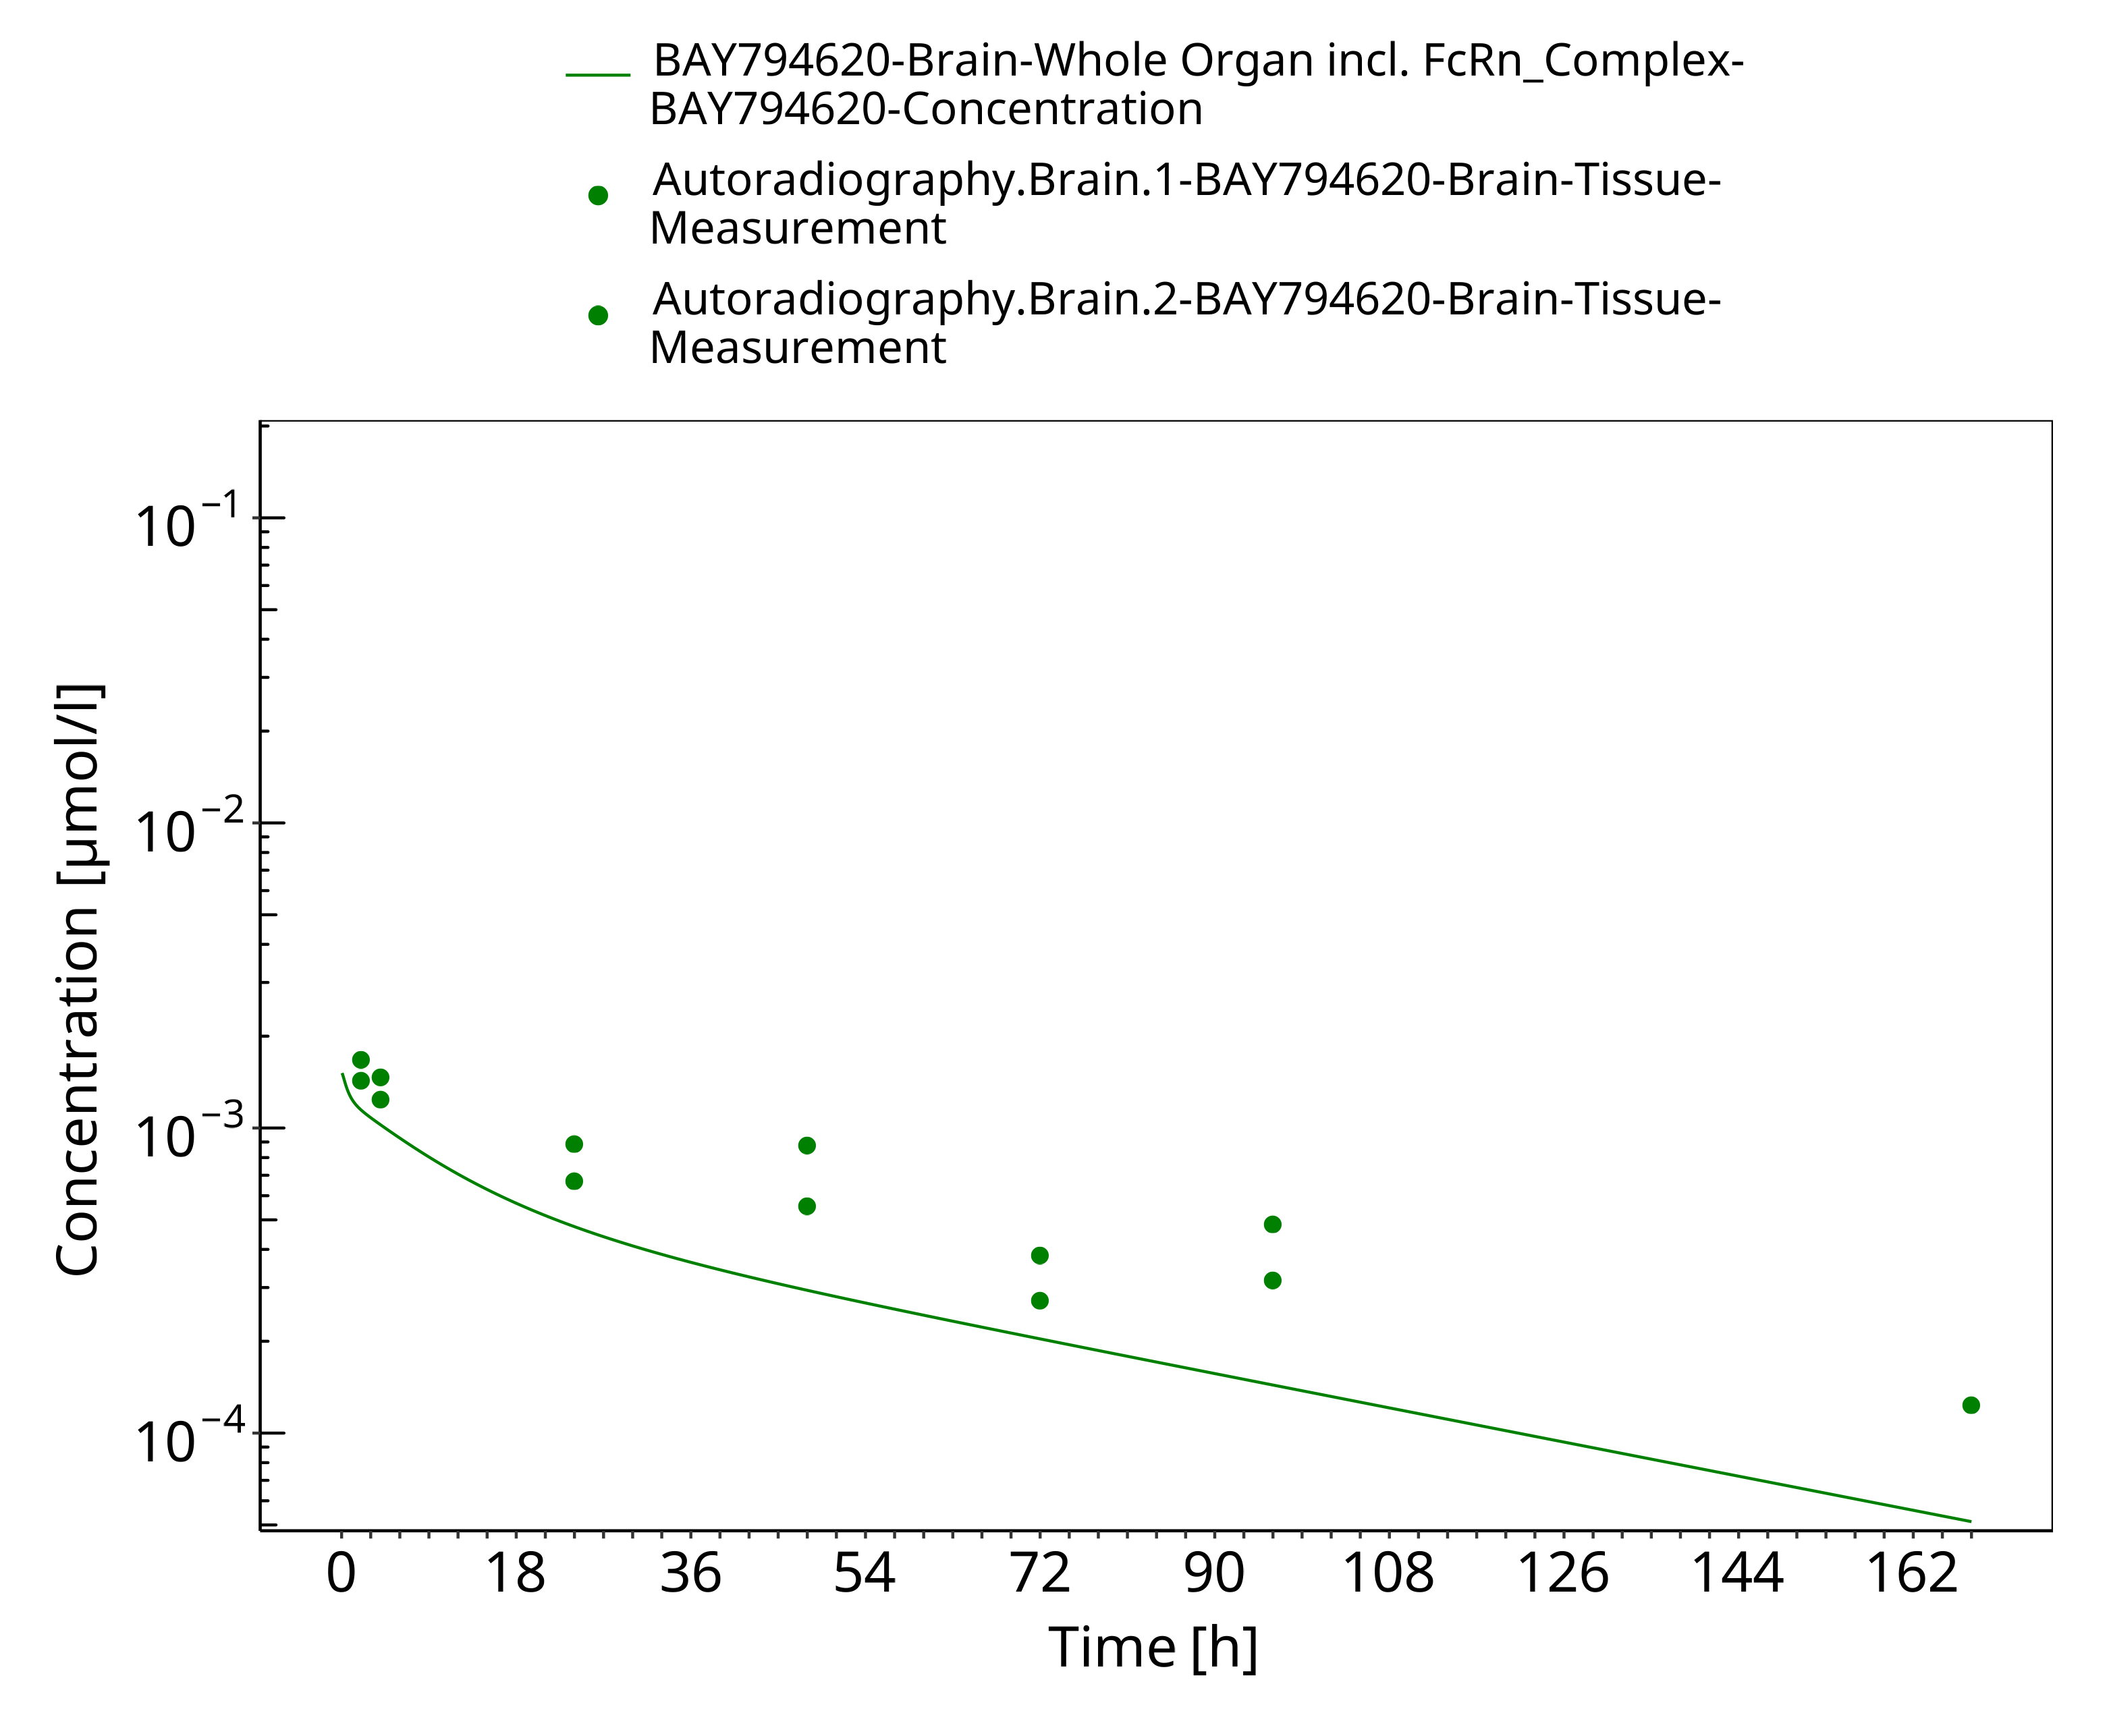 BAY794620-Brain-Whole Organ incl. FcRn_Complex-
BAY794620-Concentration
Autoradiography.Brain.1-BAY794620-Brain-Tissue-
Measurement
Autoradiography.Brain.2-BAY794620-Brain-Tissue-
Measurement
10⁻¹
10⁻²
10⁻³
10⁻⁴
Concentration [µmol/l]
0 18 36 54 72 90 108 126 144 162
Time [h]